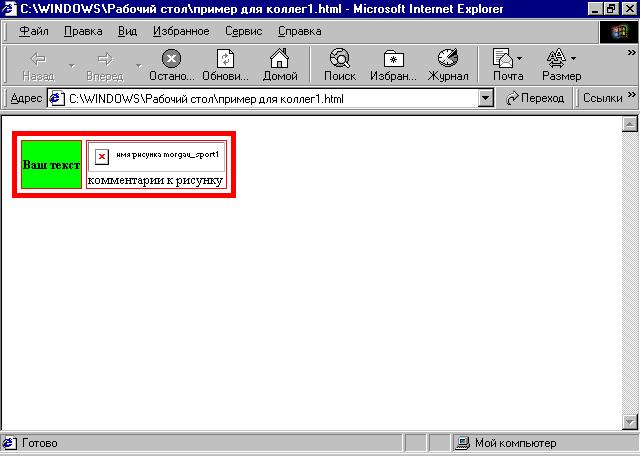 C:\WINDOWS\Рабочий стол\пример для коллег1.html - Microsoft Internet Explorer
Файл Правка Вид Избранное Сервис Справка
Назад Вперед Останo... Обнови... Домой Поиск Избран... Журнал Почта Размер
Адрес C:\WINDOWS\Рабочий стол\пример для коллег1.html Переход Ссылки
имя рисунка morgau_sport1
Ваш текст
комментарии к рисунку
Готово Мой компьютер